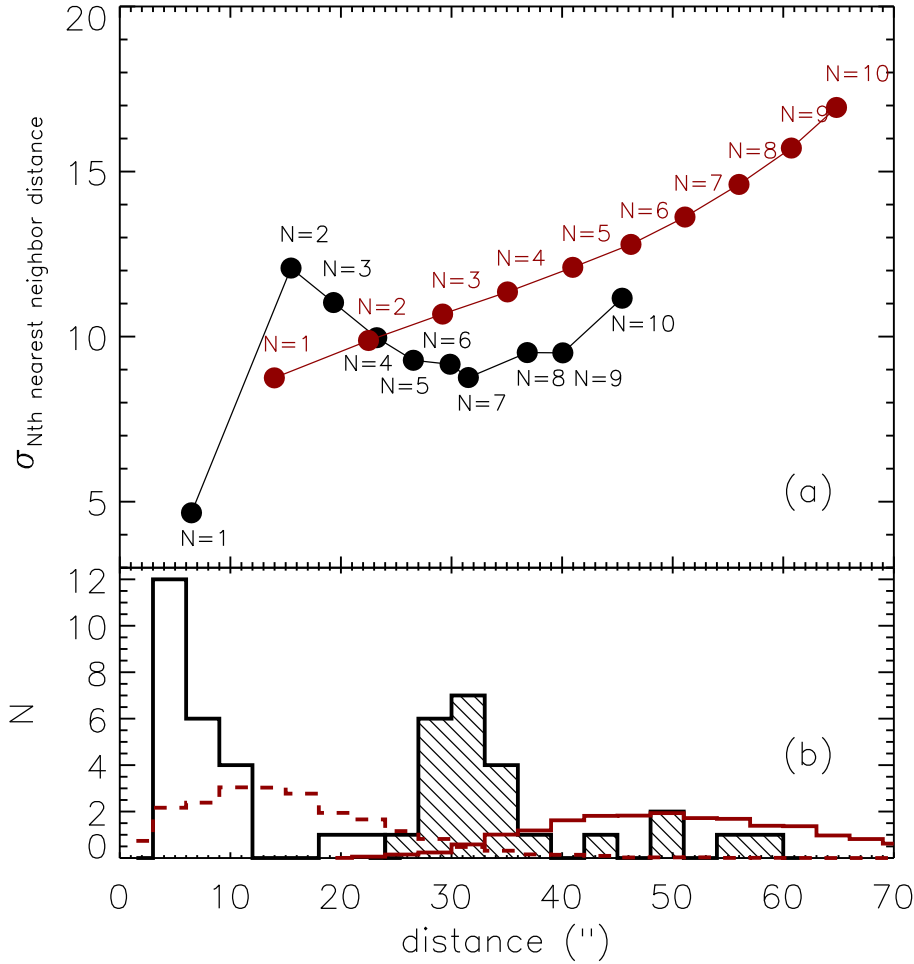 20
15
10
5
σNth nearest neighbor distance
N=10
N=9
N=8
N=7
N=6
N=5
N=4
N=3
N=2
N=1
N=2
N=3
N=4
N=5
N=6
N=7
N=8
N=9
N=10
N=1
(a)
12
10
8
6
4
2
0
N
(b)
0 10 20 30 40 50 60 70
distance (")